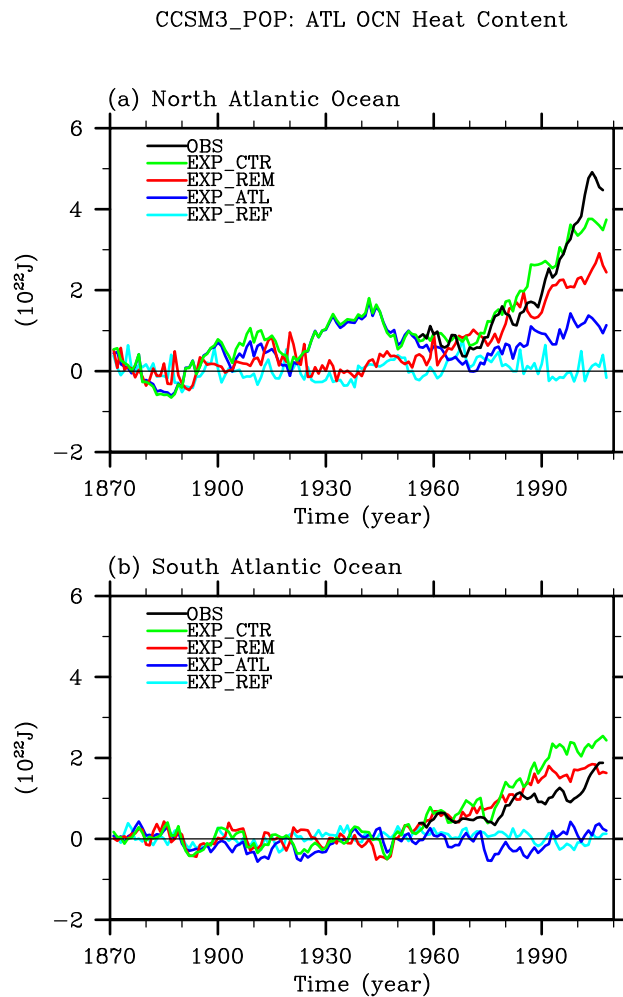 CCSM3_POP: ATL OCN Heat Content
(a) North Atlantic Ocean
6
OBS
EXP_CTR
EXP_REM
EXP_ATL
EXP_REF
4
2
0
−2
(10²²J)
1870 1900 1930 1960 1990
Time (year)
(b) South Atlantic Ocean
6
OBS
EXP_CTR
EXP_REM
EXP_ATL
EXP_REF
4
2
0
−2
(10²²J)
1870 1900 1930 1960 1990
Time (year)